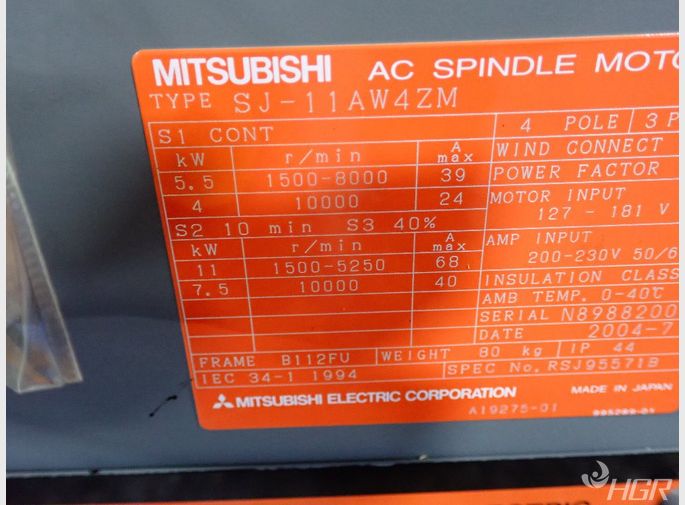 MITSUBISHI AC SPINDLE MOTO
TYPE SJ-11AW4ZM
S1 CONT
kW r/min A max
5.5 1500-8000 39
4 10000 24
S2 10 min S3 40%
kW r/min A max
11 1500-5250 68
7.5 10000 40
4 POLE 3 P
WIND CONNECT
POWER FACTOR
MOTOR INPUT
127 - 181 V
AMP INPUT
200-230V 50/6
INSULATION CLASS
AMB TEMP. 0-40℃
SERIAL N8988200
DATE 2004-7
FRAME B112FU WEIGHT 80 kg IP 44
IEC 34-1 1994 SPEC No. RSJ95571B
MITSUBISHI ELECTRIC CORPORATION MADE IN JAPAN
A19275-01
HGR